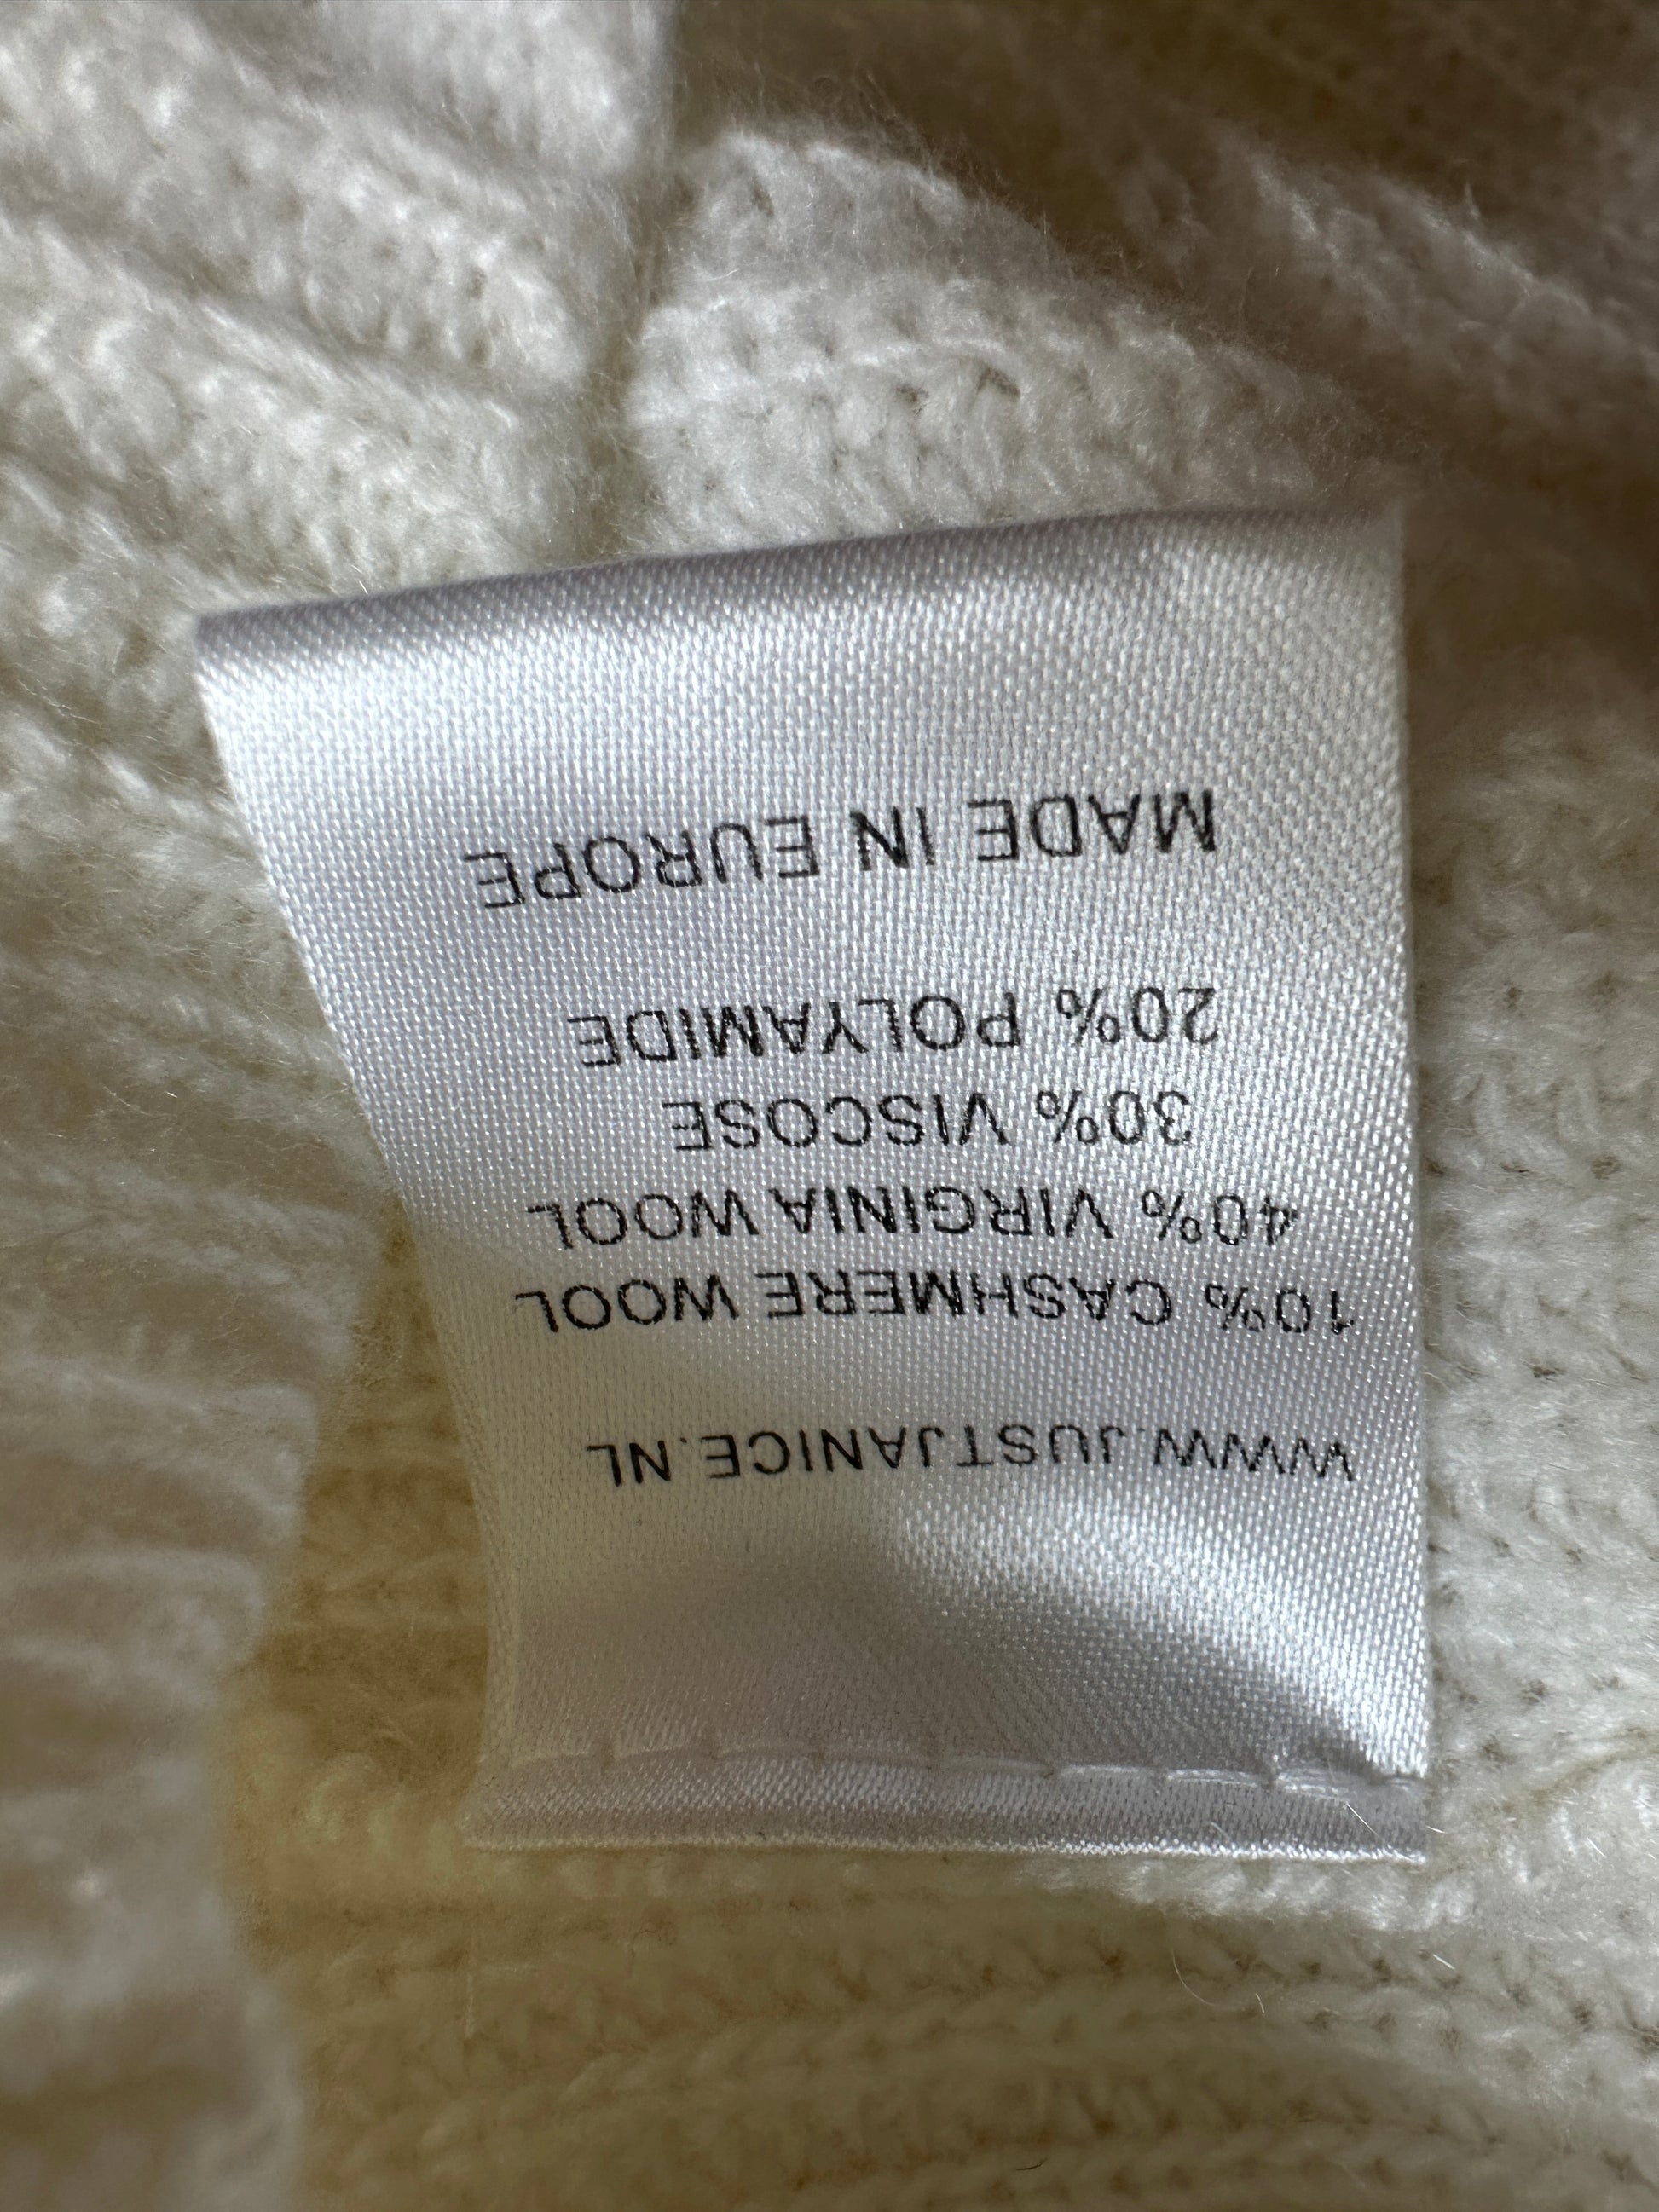 WWW.JUSTJANICE.NL
10% CASHMERE WOOL
40% VIRGINIA WOOL
30% VISCOSE
20% POLYAMIDE
MADE IN EUROPE